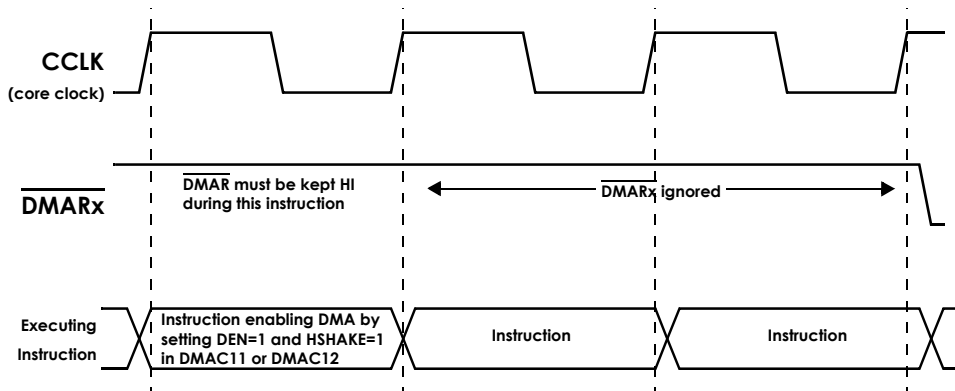 CCLK
(core clock)
DMARx
DMAR must be kept HI
during this instruction
DMARx ignored
Executing
Instruction
Instruction enabling DMA by
setting DEN=1 and HSHAKE=1
in DMAC11 or DMAC12
Instruction
Instruction